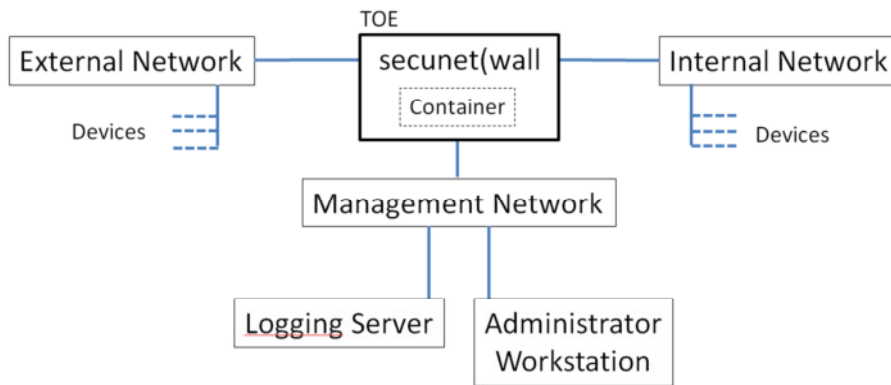 TOE
External Network
secunet(wall
Internal Network
Container
Devices
Devices
Management Network
Logging Server
Administrator
Workstation